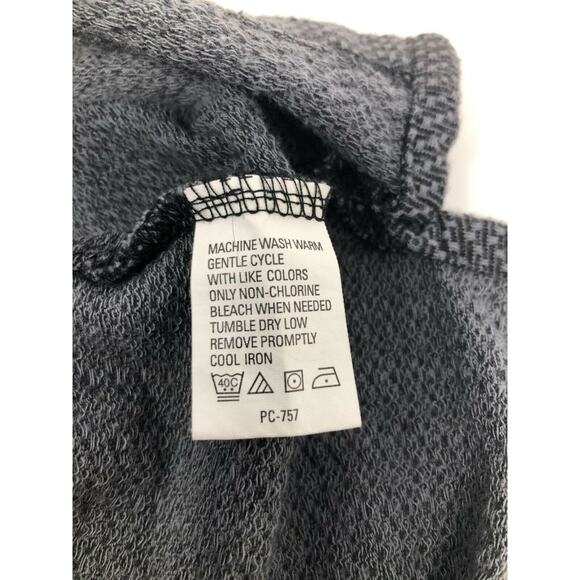 MACHINE WASH WARM
GENTLE CYCLE
WITH LIKE COLORS
ONLY NON-CHLORINE
BLEACH WHEN NEEDED
TUMBLE DRY LOW
REMOVE PROMPTLY
COOL IRON
40C
PC-757